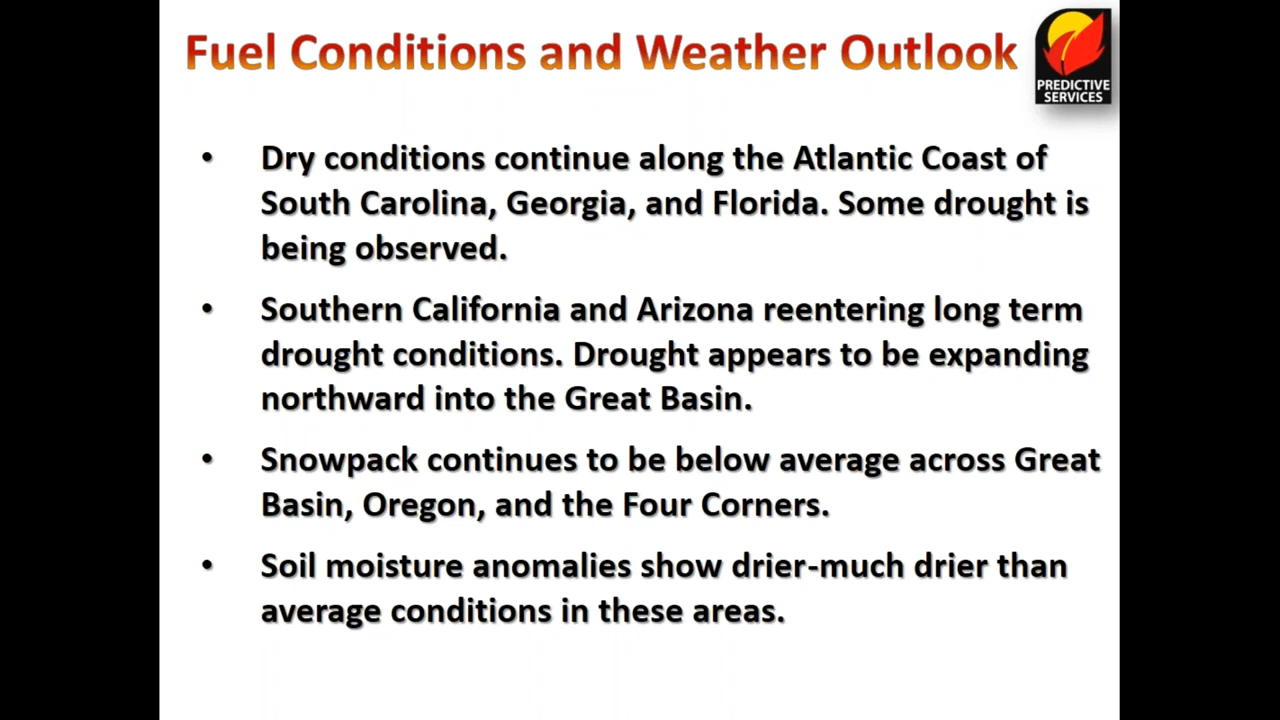 Fuel Conditions and Weather Outlook
PREDICTIVE
SERVICES
• Dry conditions continue along the Atlantic Coast of
South Carolina, Georgia, and Florida. Some drought is
being observed.
• Southern California and Arizona reentering long term
drought conditions. Drought appears to be expanding
northward into the Great Basin.
• Snowpack continues to be below average across Great
Basin, Oregon, and the Four Corners.
• Soil moisture anomalies show drier-much drier than
average conditions in these areas.